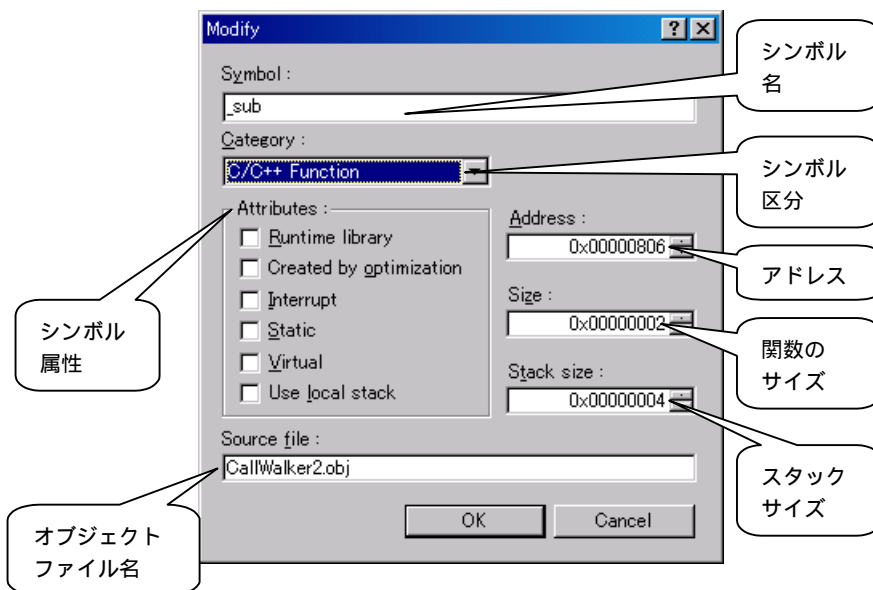 Modify
Symbol :
_sub
Category :
C/C++ Function
Attributes :
Runtime library
Created by optimization
Interrupt
Static
Virtual
Use local stack
Address :
0x00000806
Size :
0x00000002
Stack size :
0x00000004
Source file :
CallWalker2.obj
OK
Cancel
シンボル
名
シンボル
区分
アドレス
関数の
サイズ
スタック
サイズ
シンボル
属性
オブジェクト
ファイル名